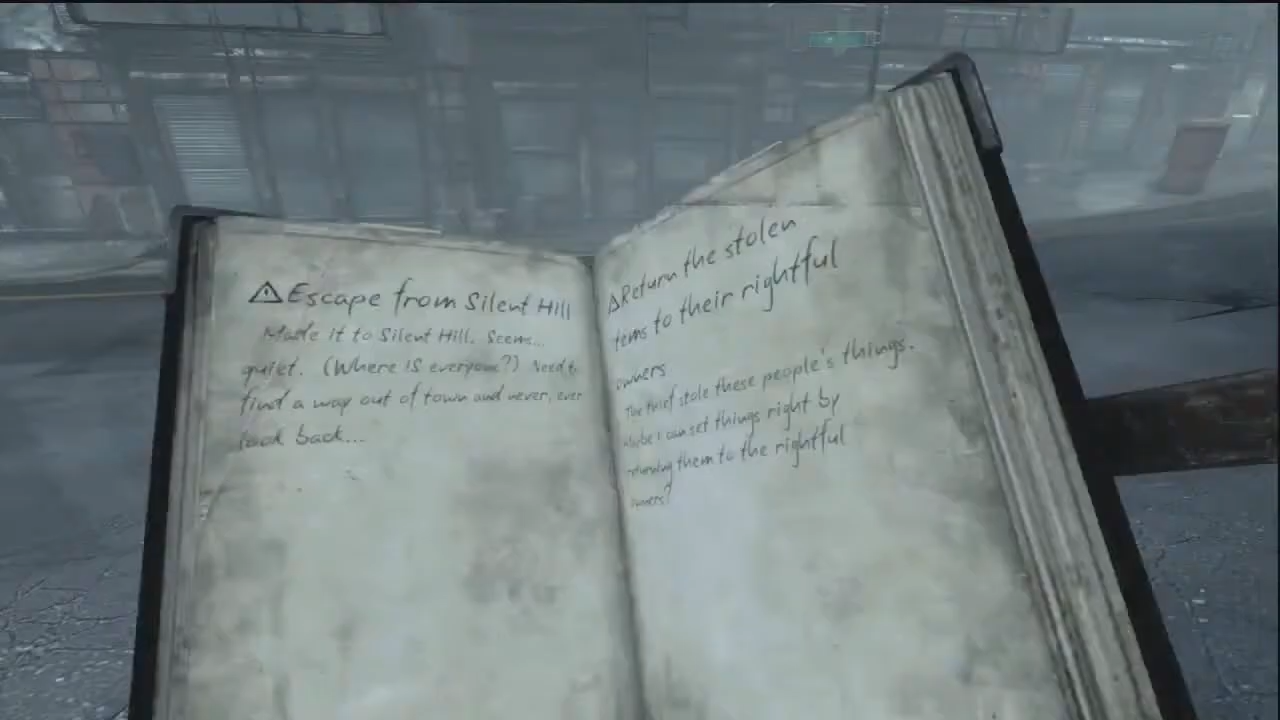 Escape from Silent Hill
Made it to Silent Hill. Seems...
quiet. (Where IS everyone?) Need to
find a way out of town and never, ever
look back...
Return the stolen
items to their rightful
owners
The thief stole these people's things.
Maybe I can set things right by
returning them to the rightful
owners?